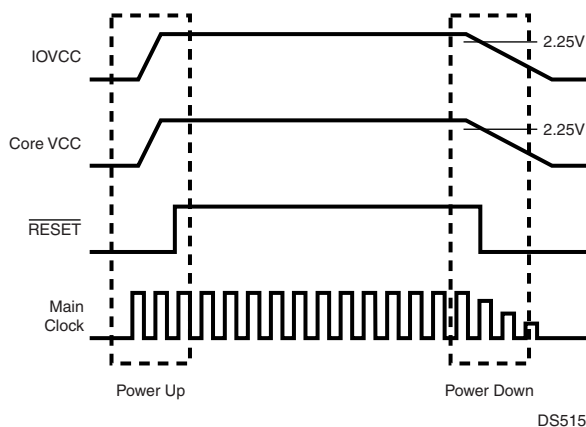 IOVCC
2.25V
Core VCC
2.25V
RESET
Main
Clock
Power Up
Power Down
DS515